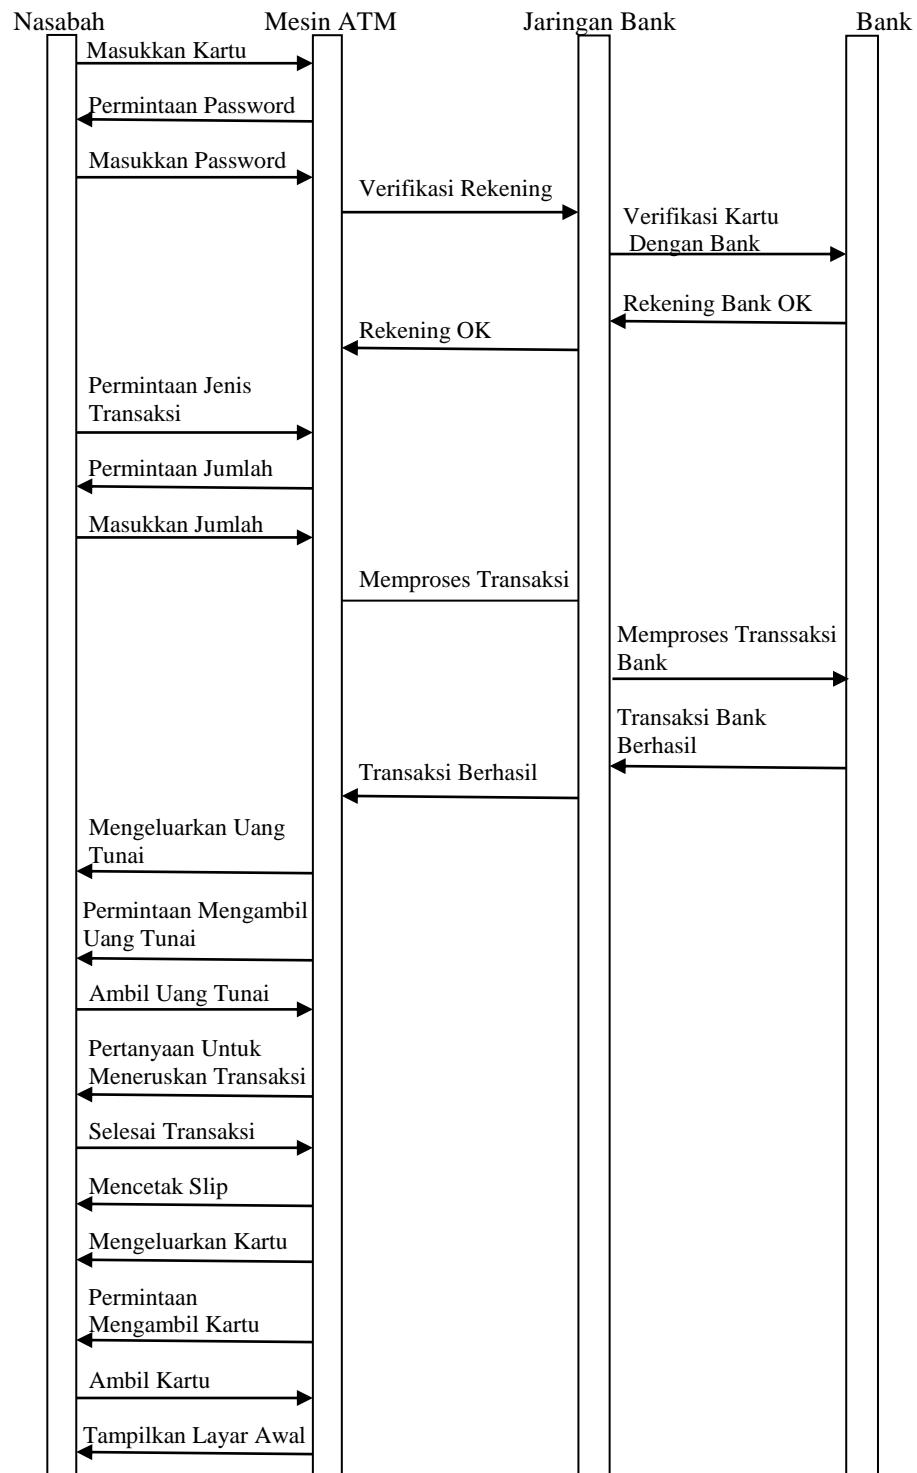 Nasabah
Mesin ATM
Jaringan Bank
Bank
Masukkan Kartu
Permintaan Password
Masukkan Password
Verifikasi Rekening
Verifikasi Kartu
Dengan Bank
Rekening Bank OK
Rekening OK
Permintaan Jenis
Transaksi
Permintaan Jumlah
Masukkan Jumlah
Memproses Transaksi
Memproses Transsaksi
Bank
Transaksi Bank
Berhasil
Transaksi Berhasil
Mengeluarkan Uang
Tunai
Permintaan Mengambil
Uang Tunai
Ambil Uang Tunai
Pertanyaan Untuk
Meneruskan Transaksi
Selesai Transaksi
Mencetak Slip
Mengeluarkan Kartu
Permintaan
Mengambil Kartu
Ambil Kartu
Tampilkan Layar Awal